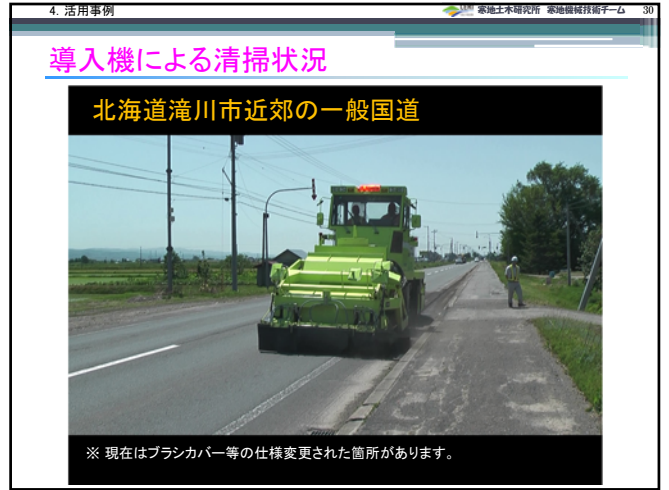 4. 活用事例
寒地土木研究所 寒地機械技術チーム 30
導入機による清掃状況
北海道滝川市近郊の一般国道
※ 現在はブラシカバー等の仕様変更された箇所があります。